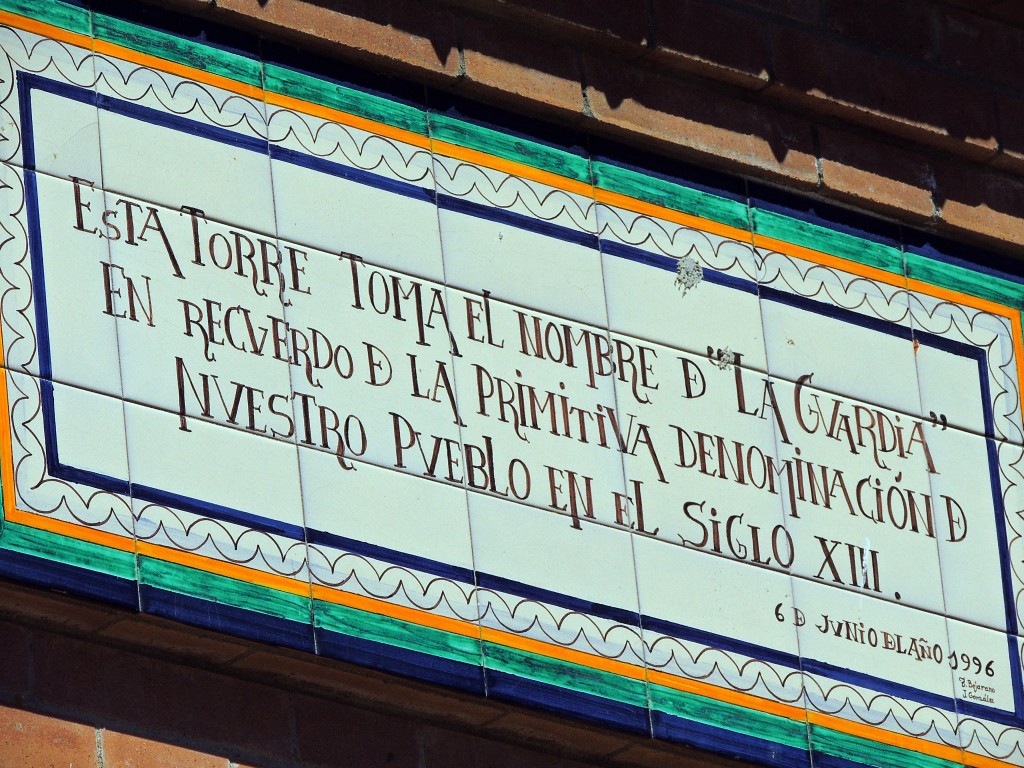 ESTA TORRE TOMA EL NOMBRE D "LA GVARDIA"
EN RECVERDO D LA PRIMITIVA DENOMINACIÓN D
NVESTRO PVEBLO EN EL SIGLO XIII.
6 D JVNIO DL AÑO 1996
J. González